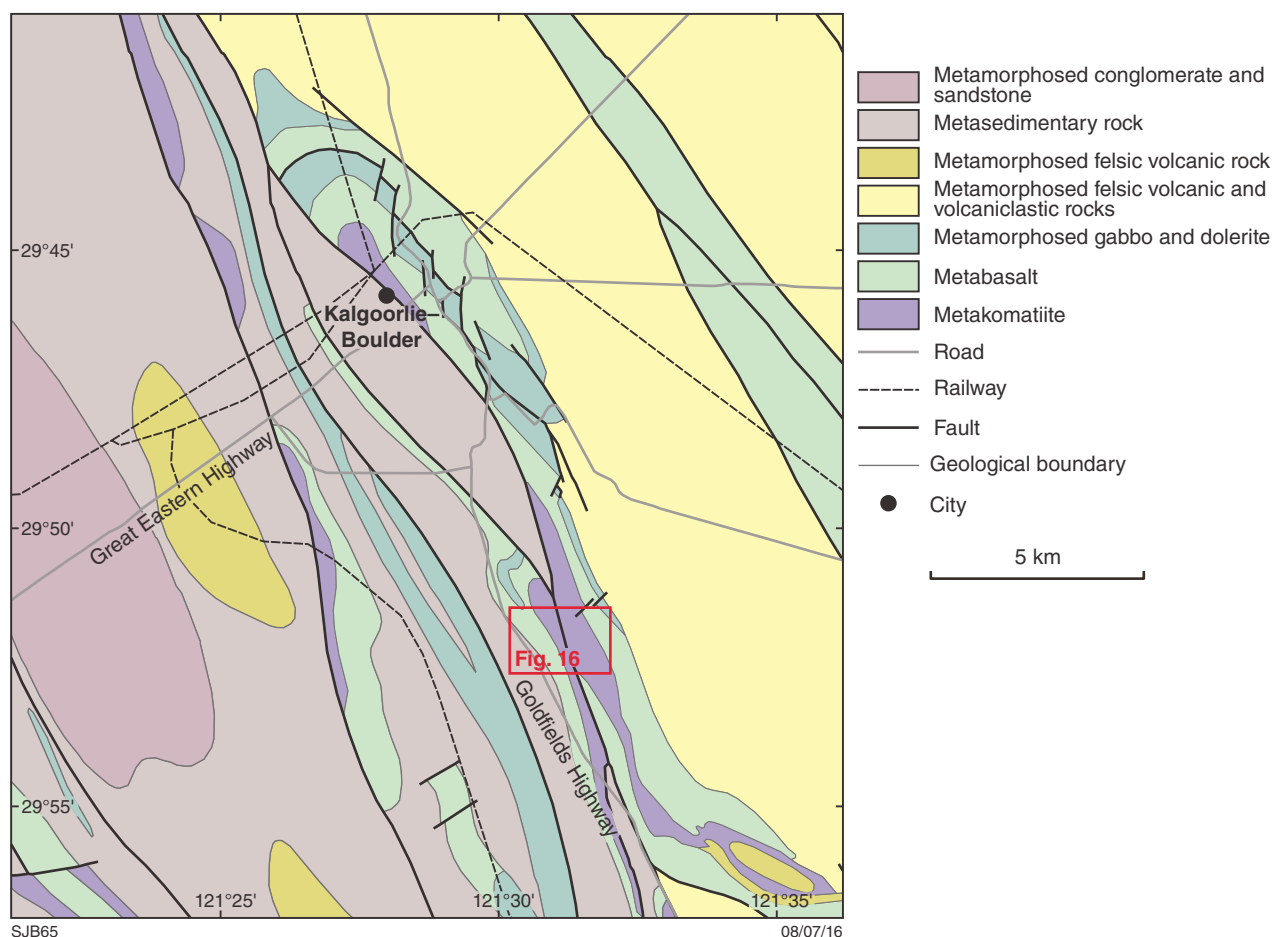 29°45'
29°50'
29°55'
121°25'
121°30'
121°35'
Kalgoorlie–
Boulder
Great Eastern Highway
Goldfields Highway
Fig. 16
Metamorphosed conglomerate and
sandstone
Metasedimentary rock
Metamorphosed felsic volcanic rock
Metamorphosed felsic volcanic and
volcaniclastic rocks
Metamorphosed gabbo and dolerite
Metabasalt
Metakomatiite
Road
Railway
Fault
Geological boundary
City
5 km
SJB65
08/07/16